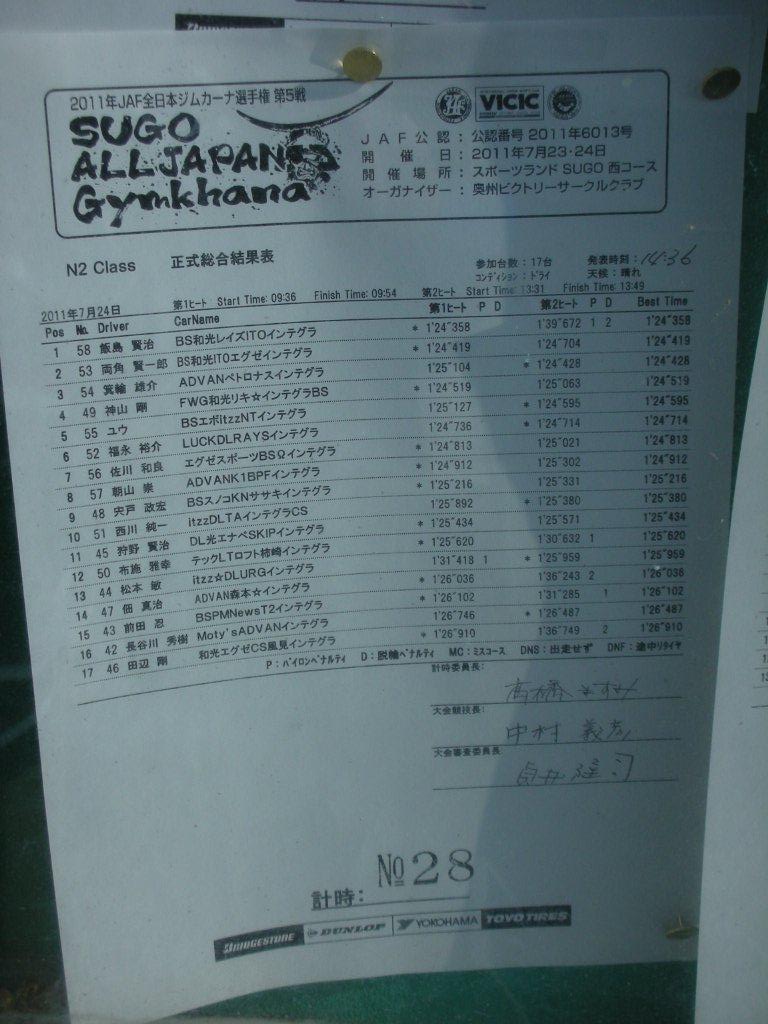 2011年JAF全日本ジムカーナ選手権 第5戦
SUGO
ALL JAPAN
Gymkhana
VICIC
JAF公認：公認番号 2011年6013号
開催日：2011年7月23・24日
開催場所：スポーツランド SUGO 西コース
オーガナイザー：奥州ビクトリーサークルクラブ
N2 Class 正式総合結果表
参加台数：17台 発表時刻：14:36
コンディション：ドライ 天候：晴れ
2011年7月24日 第1ヒート Start Time: 09:36 Finish Time: 09:54 第2ヒート Start Time: 13:31 Finish Time: 13:49
Pos No. Driver CarName 第1ヒート P D 第2ヒート P D Best Time
1 58 飯島 賢治 BS和光レイズITOインテグラ * 1'24"358 1'39"672 1 2 1'24"358
2 53 両角 賢一郎 BS和光ITOエグゼインテグラ * 1'24"419 1'24"704 1'24"419
3 54 箕輪 雄介 ADVANペトロナスインテグラ 1'25"104 * 1'24"428 1'24"428
4 49 神山 剛 FWG和光リキ☆インテグラBS * 1'24"519 1'25"063 1'24"519
5 55 ユウ BSエボitzzNTインテグラ 1'25"127 * 1'24"595 1'24"595
6 52 福永 裕介 LUCKDLRAYSインテグラ 1'24"736 * 1'24"714 1'24"714
7 56 佐川 和良 エグゼスポーツBSΩインテグラ * 1'24"813 1'25"021 1'24"813
8 57 朝山 崇 ADVANK1BPFインテグラ * 1'24"912 1'25"302 1'24"912
9 48 宍戸 政宏 BSスノコKNササキインテグラ * 1'25"216 1'25"331 1'25"216
10 51 西川 純一 itzzDLTAインテグラCS 1'25"892 * 1'25"380 1'25"380
11 45 狩野 賢治 DL光エナペSKIPインテグラ * 1'25"434 1'25"571 1'25"434
12 50 布施 雅幸 テックLTロフト柿崎インテグラ * 1'25"620 1'30"632 1 1'25"620
13 44 松本 敏 itzz☆DLURGインテグラ 1'31"418 1 * 1'25"959 1'25"959
14 47 佃 真治 ADVAN森本☆インテグラ * 1'26"036 1'36"243 2 1'26"036
15 43 前田 忍 BSPMNewsT2インテグラ * 1'26"102 1'31"285 1 1'26"102
16 42 長谷川 秀樹 Moty'sADVANインテグラ 1'26"746 * 1'26"487 1'26"487
17 46 田辺 剛 和光エグゼCS風見インテグラ * 1'26"910 1'36"749 2 1'26"910
P：パイロンペナルティ D：脱輪ペナルティ MC：ミスコース DNS：出走せず DNF：途中リタイヤ
計時委員長：
高橋
大会競技長：
中村 義彦
大会審査委員長
№28
計時：
BRIDGESTONE DUNLOP YOKOHAMA TOYO TIRES